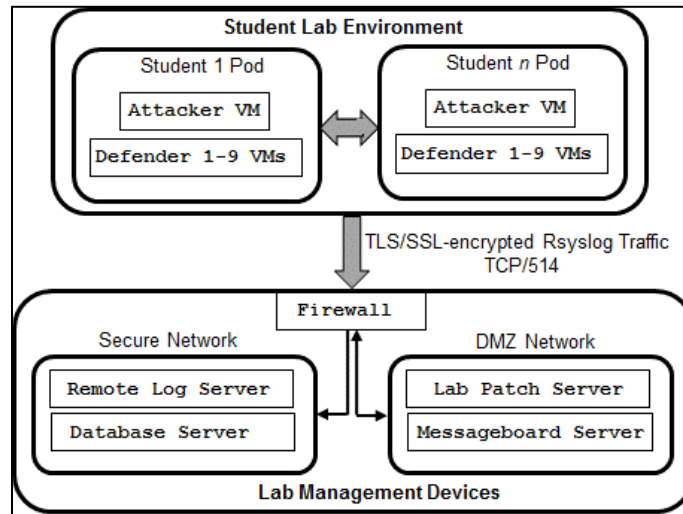 Student Lab Environment
Student 1 Pod
Attacker VM
Defender 1-9 VMs
Student n Pod
Attacker VM
Defender 1-9 VMs
TLS/SSL-encrypted Rsyslog Traffic
TCP/514
Firewall
Secure Network
Remote Log Server
Database Server
DMZ Network
Lab Patch Server
Messageboard Server
Lab Management Devices